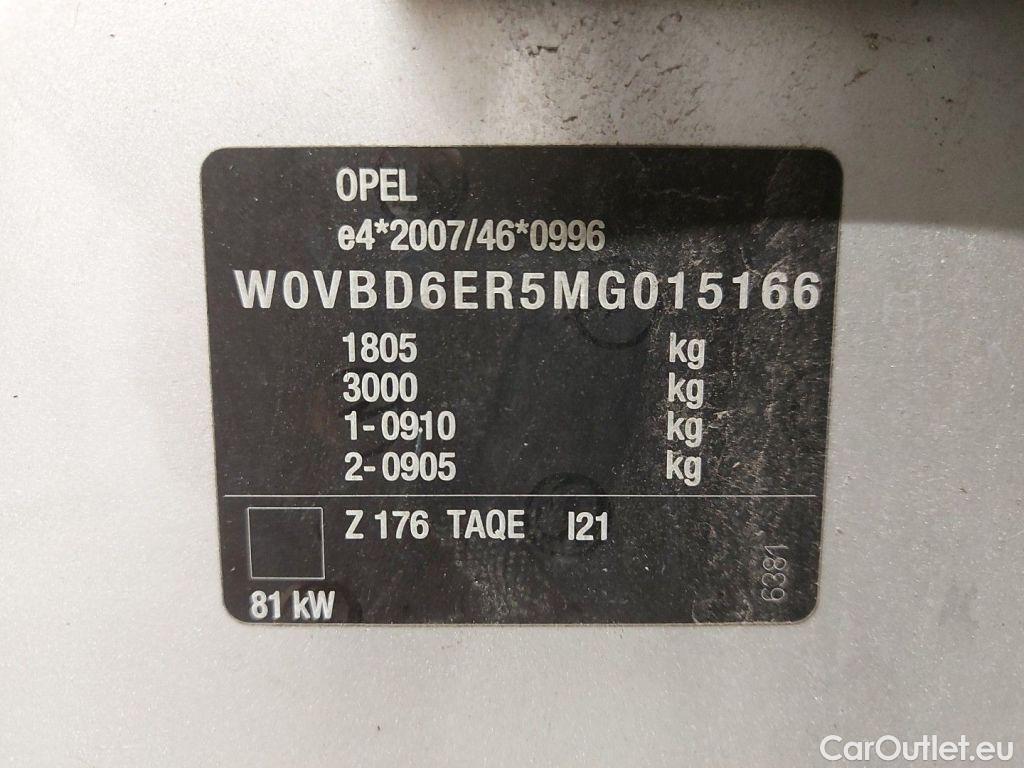 OPEL
e4*2007/46*0996
W0VBD6ER5MG015166
1805 kg
3000 kg
1-0910 kg
2-0905 kg
Z 176 TAQE I21
81 kW
6381
CarOutlet.eu